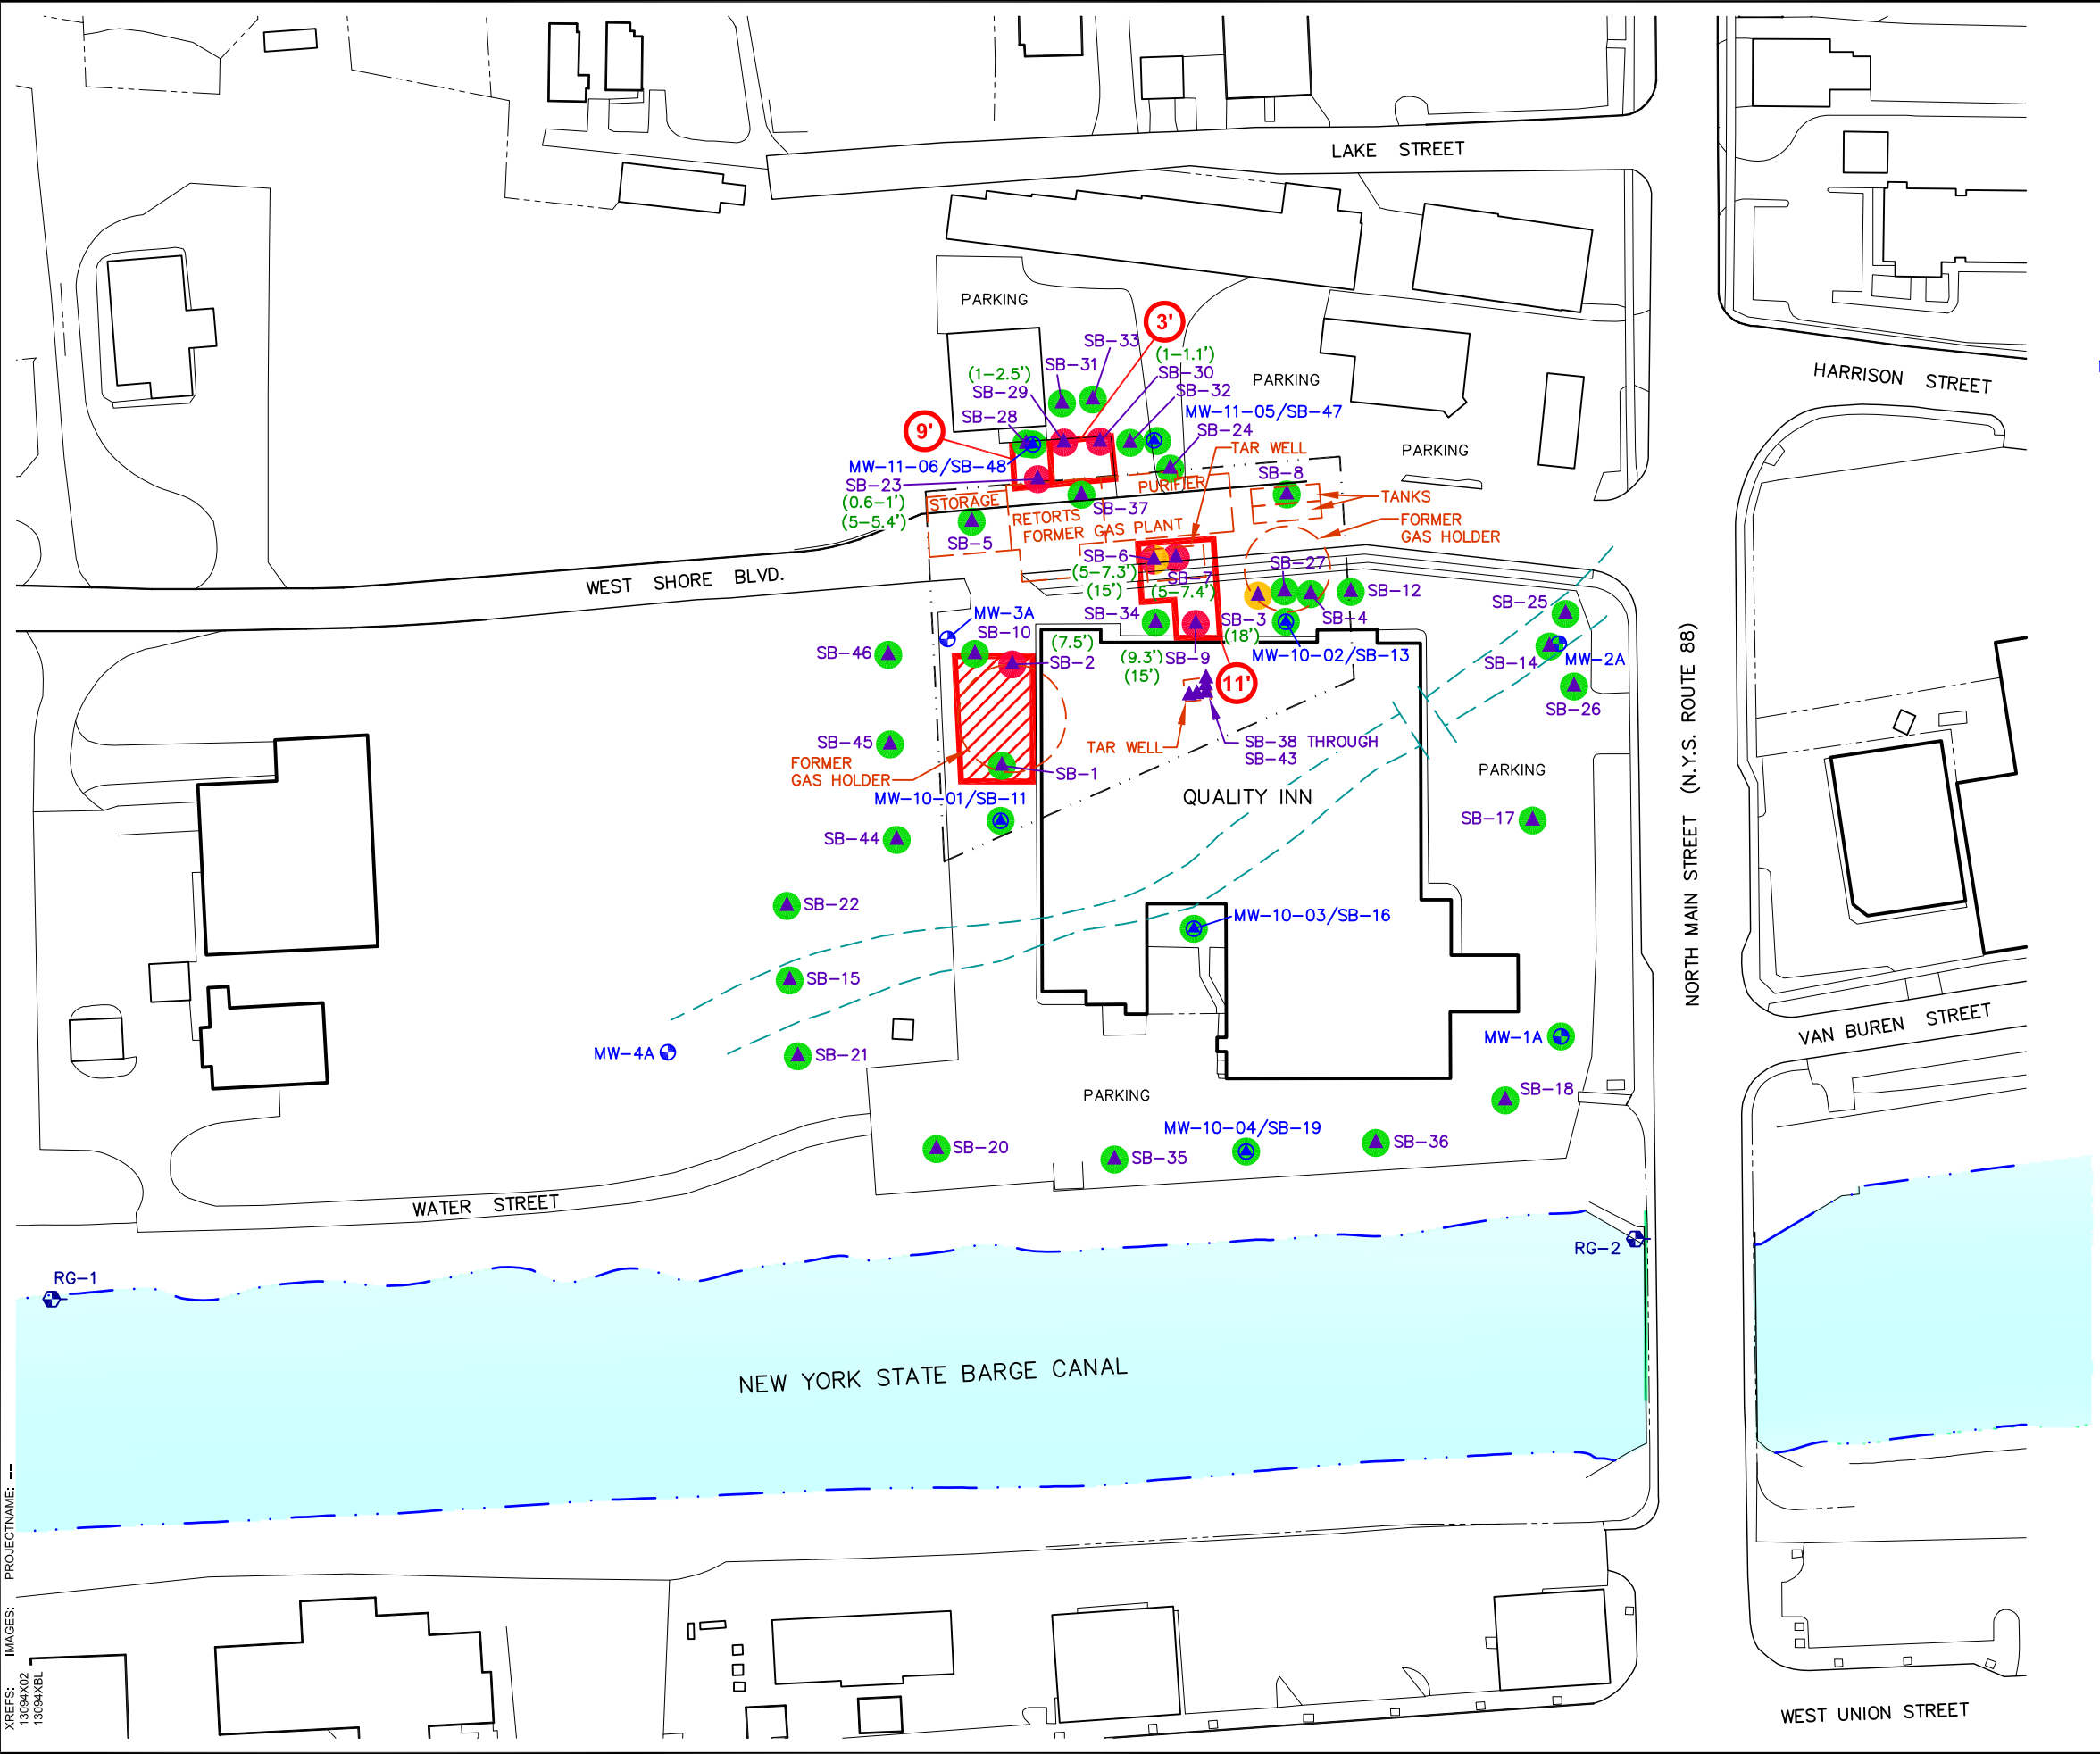 LAKE STREET
PARKING
3'
SB-33
(1-1.1')
SB-31
SB-30
(1-2.5')
SB-29
SB-32
PARKING
HARRISON STREET
SB-28
MW-11-05/SB-47
9'
SB-24
TAR WELL
PARKING
MW-11-06/SB-48
SB-23
SB-8
PURIFIER
(0.6-1')
STORAGE
TANKS
(5-5.4')
SB-37
RETORTS
FORMER GAS PLANT
FORMER
GAS HOLDER
SB-5
SB-6
SB-27
(5-7.3')
SB-7
WEST SHORE BLVD.
(15')
(5-7.4')
SB-12
SB-25
MW-3A
SB-34
SB-3
SB-4
SB-10
(18')
SB-46
(7.5')
SB-2
(9.3')
SB-9
MW-10-02/SB-13
SB-14
MW-2A
(15')
11'
SB-26
SB-45
TAR WELL
SB-38 THROUGH
SB-43
FORMER
GAS HOLDER
SB-1
PARKING
MW-10-01/SB-11
QUALITY INN
SB-17
SB-44
NORTH MAIN STREET (N.Y.S. ROUTE 88)
SB-22
MW-10-03/SB-16
SB-15
VAN BUREN STREET
MW-4A
SB-21
MW-1A
PARKING
SB-18
MW-10-04/SB-19
SB-20
SB-35
SB-36
WATER STREET
RG-2
RG-1
NEW YORK STATE BARGE CANAL
WEST UNION STREET
XREFS: IMAGES: PROJECTNAME: --
13094X02
13094XBL